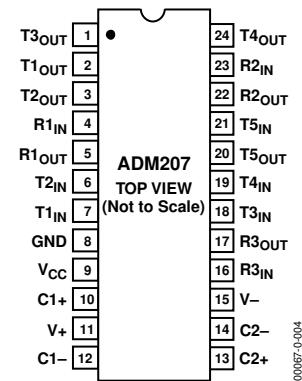 T3OUT 1 24 T4OUT
T1OUT 2 23 R2IN
T2OUT 3 22 R2OUT
R1IN 4 21 T5IN
R1OUT 5 20 T5OUT
T2IN 6 19 T4IN
T1IN 7 18 T3IN
GND 8 17 R3OUT
VCC 9 16 R3IN
C1+ 10 15 V–
V+ 11 14 C2–
C1– 12 13 C2+
ADM207
TOP VIEW
(Not to Scale)
00067-0-004